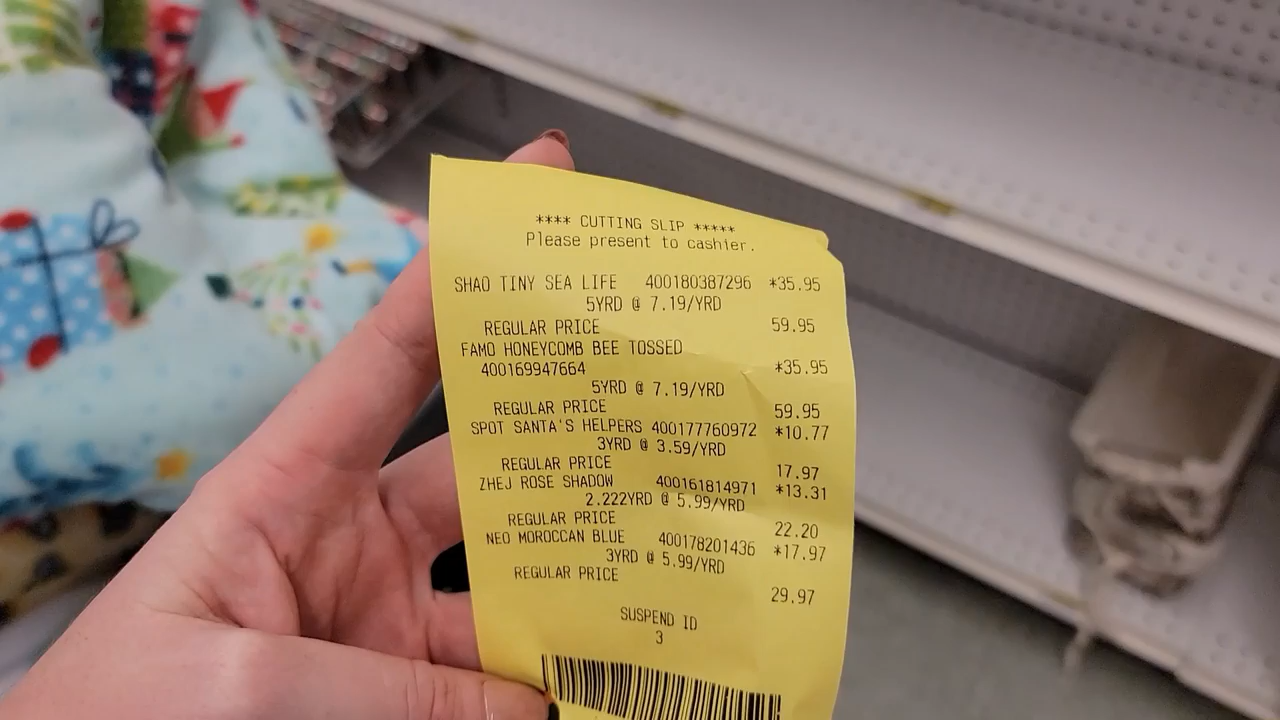 **** CUTTING SLIP *****
Please present to cashier.
SHAO TINY SEA LIFE 400180387296 *35.95
5YRD @ 7.19/YRD
REGULAR PRICE 59.95
FAMO HONEYCOMB BEE TOSSED
400169947664 *35.95
5YRD @ 7.19/YRD
REGULAR PRICE 59.95
SPOT SANTA'S HELPERS 400177760972 *10.77
3YRD @ 3.59/YRD
REGULAR PRICE 17.97
ZHEJ ROSE SHADOW 400161814971 *13.31
2.222YRD @ 5.99/YRD
REGULAR PRICE 22.20
NEO MOROCCAN BLUE 400178201436 *17.97
3YRD @ 5.99/YRD
REGULAR PRICE 29.97
SUSPEND ID
3